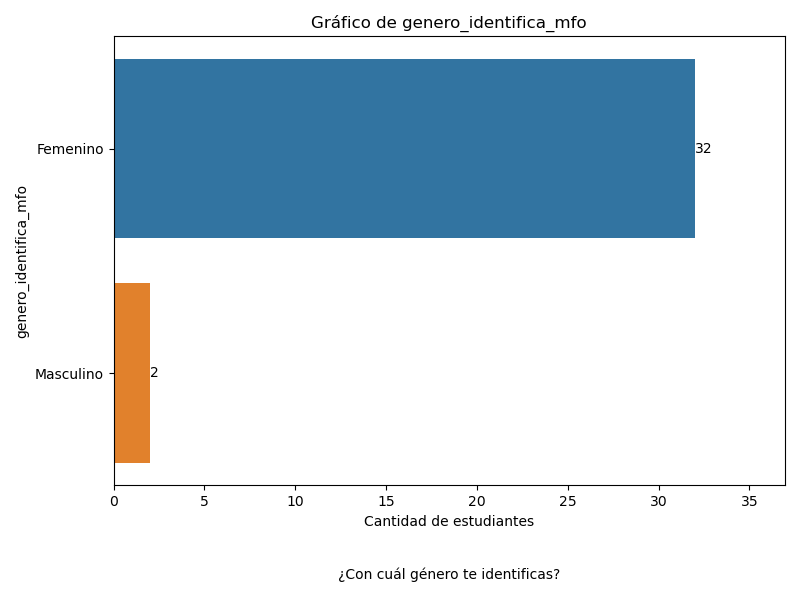 Gráfico de genero_identifica_mfo
genero_identifica_mfo
Femenino
32
Masculino
2
0 5 10 15 20 25 30 35
Cantidad de estudiantes
¿Con cuál género te identificas?